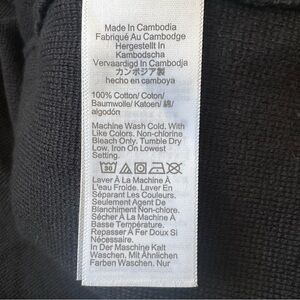 Made In Cambodia
Fabriqué Au Cambodge
Hergestellt In
Kambodscha
Vervaardigd In Cambodja
カンボジア製
hecho en camboya
100% Cotton/ Coton/
Baumwolle/ Katoen/ 綿/
algodón
Machine Wash Cold. With
Like Colors. Non-chlorine
Bleach Only. Tumble Dry
Low. Iron On Lowest
Setting.
30
Laver À La Machine À
L'eau Froide. Laver En
Séparant Les Couleurs.
Seulement Agent De
Blanchiment Non-chlore.
Sécher À La Machine À
Basse Température.
Repasser À Fer Doux Si
Nécessaire.
In Der Maschine Kalt
Waschen. Mit Ähnlichen
Farben Waschen. Nur